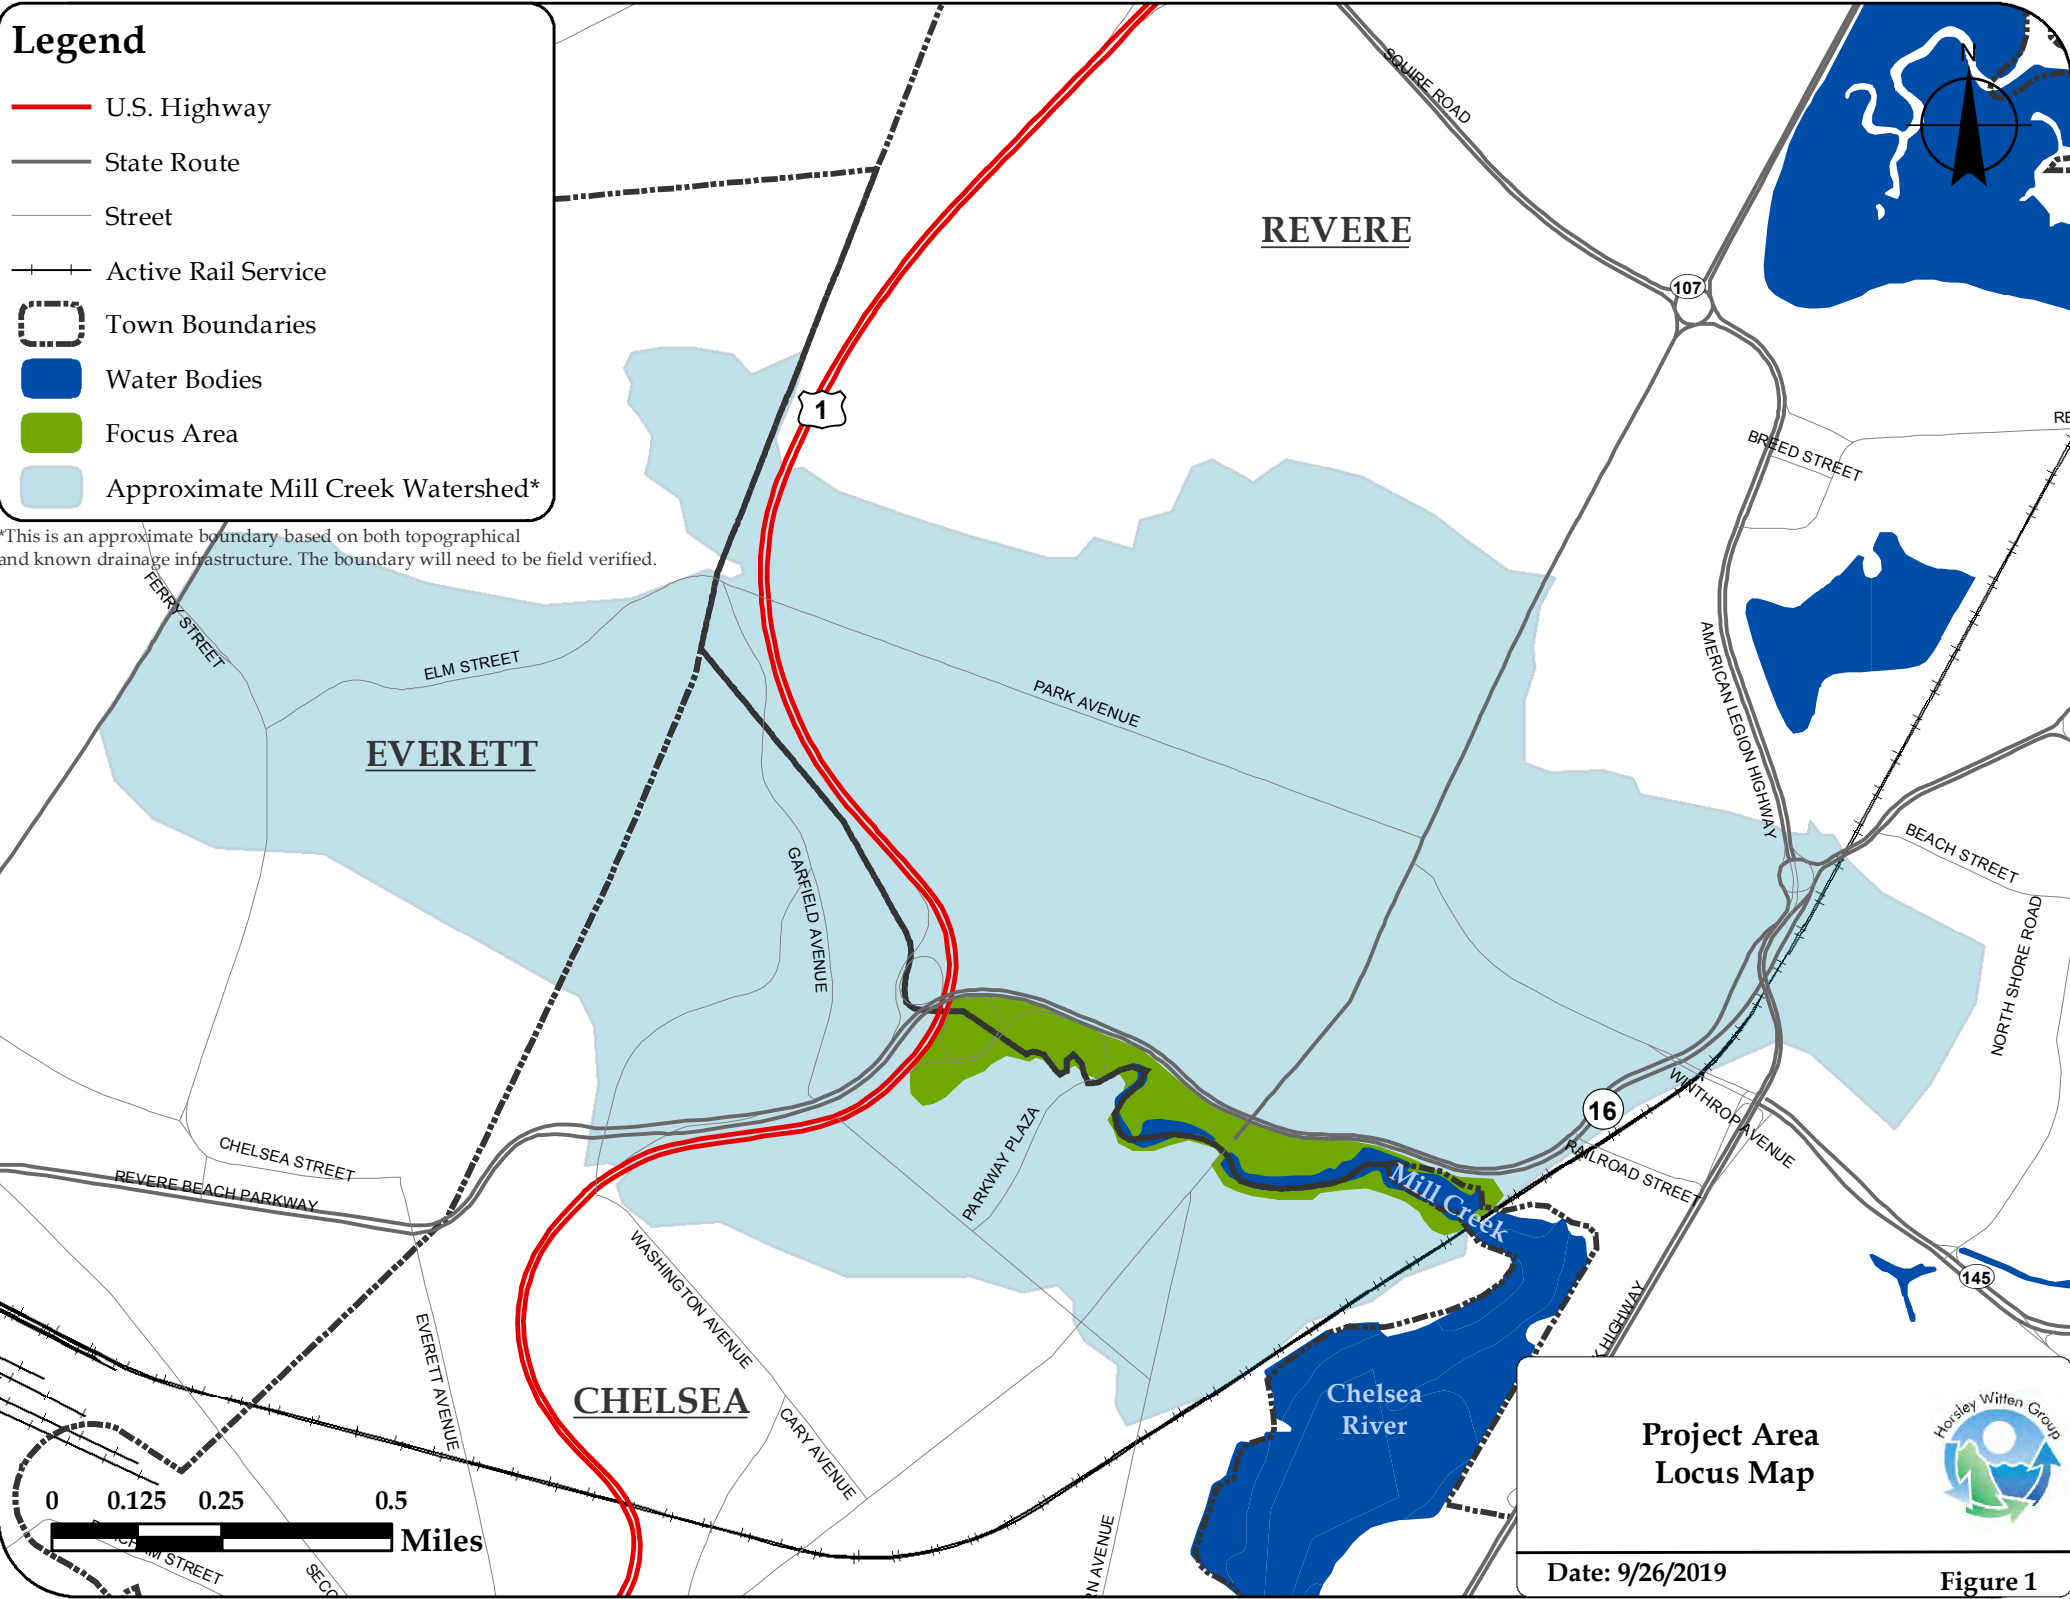 Legend
U.S. Highway
State Route
Street
Active Rail Service
Town Boundaries
Water Bodies
Focus Area
Approximate Mill Creek Watershed*
*This is an approximate boundary based on both topographical
and known drainage infrastructure. The boundary will need to be field verified.
N
SQUIRE ROAD
REVERE
107
1
BREED STREET
RE
FERRY STREET
ELM STREET
PARK AVENUE
AMERICAN LEGION HIGHWAY
EVERETT
BEACH STREET
GARFIELD AVENUE
NORTH SHORE ROAD
16
WINTHROP AVENUE
RAILROAD STREET
PARKWAY PLAZA
CHELSEA STREET
REVERE BEACH PARKWAY
Mill Creek
WASHINGTON AVENUE
145
K HIGHWAY
EVERETT AVENUE
CHELSEA
CARY AVENUE
Chelsea
River
Project Area
Locus Map
Horsley Witten Group
0 0.125 0.25 0.5
Miles
STREET
SECO
RN AVENUE
Date: 9/26/2019
Figure 1